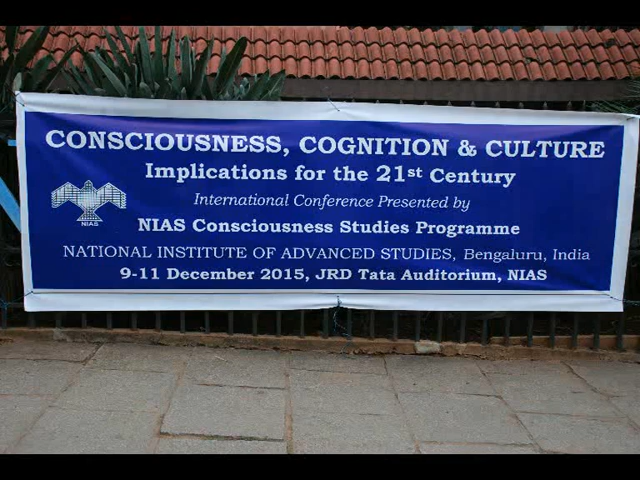 CONSCIOUSNESS, COGNITION & CULTURE
Implications for the 21st Century
International Conference Presented by
NIAS
NIAS Consciousness Studies Programme
NATIONAL INSTITUTE OF ADVANCED STUDIES, Bengaluru, India
9-11 December 2015, JRD Tata Auditorium, NIAS